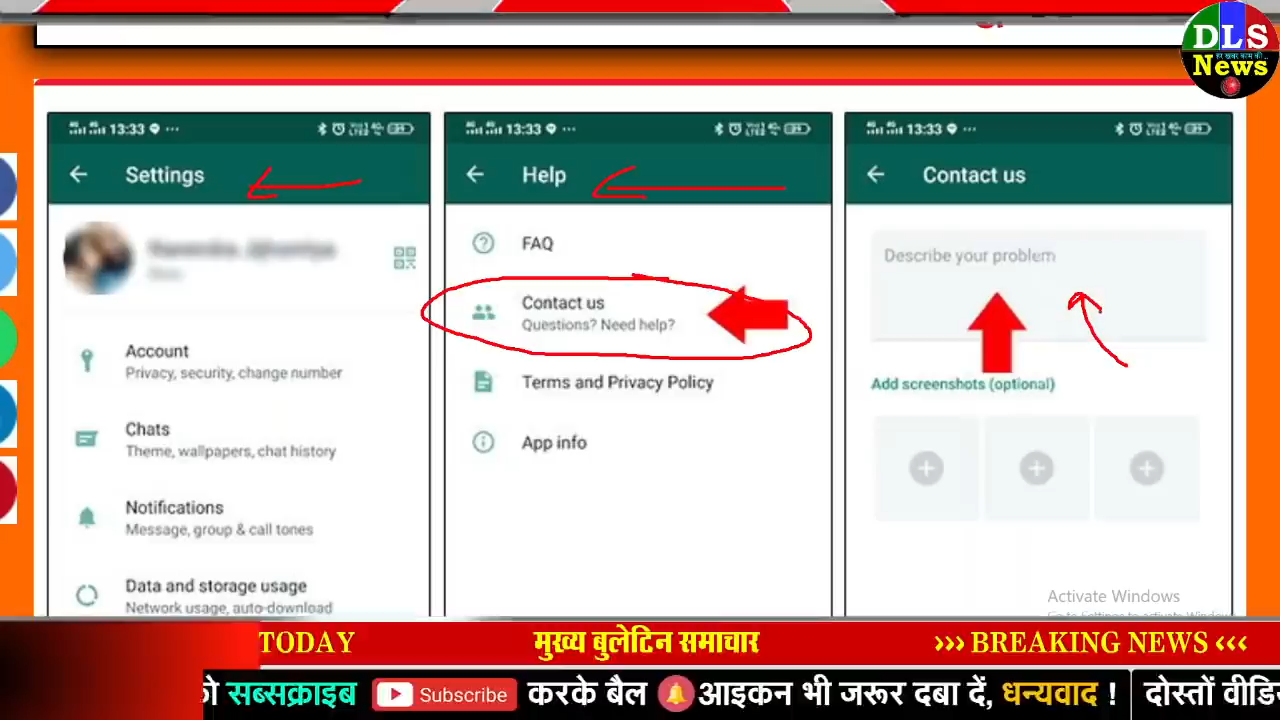 DLS
News
13:33
Settings
Account
Privacy, security, change number
Chats
Theme, wallpapers, chat history
Notifications
Message, group & call tones
Data and storage usage
Network usage, auto-download
13:33
Help
FAQ
Contact us
Questions? Need help?
Terms and Privacy Policy
App info
13:33
Contact us
Describe your problem
Add screenshots (optional)
Activate Windows
TODAY मुख्य बुलेटिन समाचार ››› BREAKING NEWS ‹‹‹
को सब्सक्राइब Subscribe करके बैल आइकन भी जरूर दबा दें, धन्यवाद ! दोस्तों